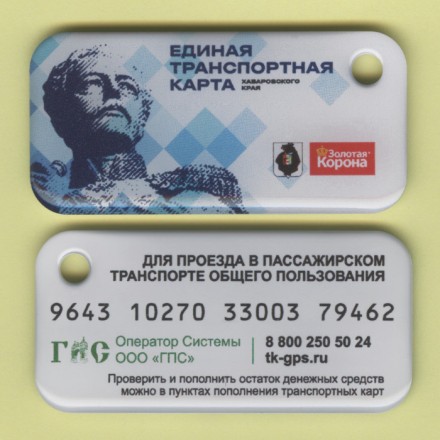 ЕДИНАЯ
ТРАНСПОРТНАЯ
КАРТА ХАБАРОВСКОГО
КРАЯ
Золотая
Корона
ДЛЯ ПРОЕЗДА В ПАССАЖИРСКОМ
ТРАНСПОРТЕ ОБЩЕГО ПОЛЬЗОВАНИЯ
9643 10270 33003 79462
ГПС Оператор Системы
ООО «ГПС»
8 800 250 50 24
tk-gps.ru
Проверить и пополнить остаток денежных средств
можно в пунктах пополнения транспортных карт